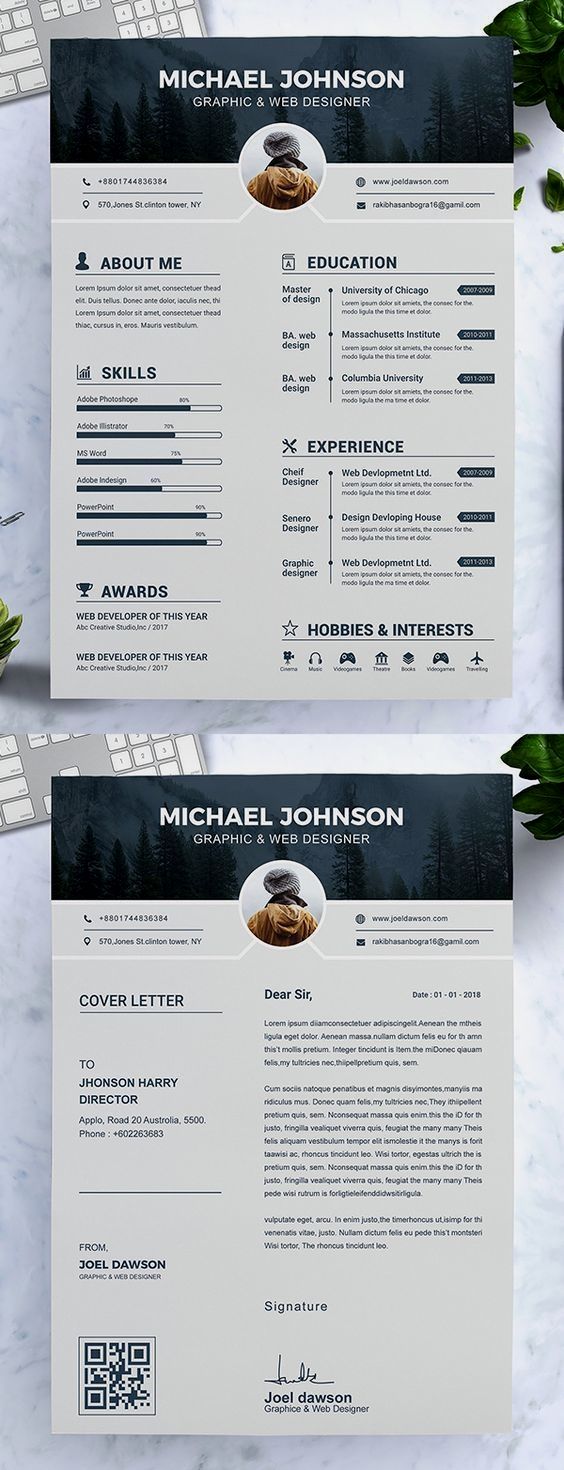 MICHAEL JOHNSON
GRAPHIC & WEB DESIGNER
+8801744836384
570,Jones St.clinton tower, NY
www.joeldawson.com
rakibhasanbogra16@gamil.com
ABOUT ME
Lorem ipsum dolor sit amet, consectetuer thead
elit. Duis tellus. Donec ante dolor, iaculis nec, thi
Lorem ipsum dolor sit amet, consectetuer tead
thiac, cursus in, eros. Mauris vestibulum.
SKILLS
Adobe Photoshope 80%
Adobe Illistrator 70%
MS Word 75%
Adobe Indesign 60%
PowerPoint 90%
PowerPoint 90%
AWARDS
WEB DEVELOPER OF THIS YEAR
Abc Creative Studio,Inc / 2017
WEB DEVELOPER OF THIS YEAR
Abc Creative Studio,Inc / 2017
EDUCATION
Master
of design
University of Chicago 2007-2009
Lorem ipsum dolor sit amiets, the consec for the.
modo ligula the ma time et dolor.
BA. web
design
Massachusetts Institute 2010-2011
Lorem ipsum dolor sit amiets, the consec for the.
modo ligula the ma time et dolor.
BA. web
design
Columbia University 2011-2013
Lorem ipsum dolor sit amiets, the consec for the.
modo ligula the ma time et dolor.
EXPERIENCE
Cheif
Designer
Web Devlopmetnt Ltd. 2007-2009
Lorem ipsum dolor sit amiets, the consec for the.
modo ligula the ma time et dolor.
Senero
Designer
Design Devloping House 2010-2011
Lorem ipsum dolor sit amiets, the consec for the.
modo ligula the ma time et dolor.
Graphic
designer
Web Devlopmetnt Ltd. 2011-2013
Lorem ipsum dolor sit amiets, the consec for the.
modo ligula the ma time et dolor.
HOBBIES & INTERESTS
Cinema Music Videogames Theatre Books Videogames Travelling
MICHAEL JOHNSON
GRAPHIC & WEB DESIGNER
+8801744836384
570,Jones St.clinton tower, NY
www.joeldawson.com
rakibhasanbogra16@gamil.com
COVER LETTER
TO
JHONSON HARRY
DIRECTOR
Applo, Road 20 Austrolia, 5500.
Phone : +602263683
FROM,
JOEL DAWSON
GRAPHIC & WEB DESIGNER
Dear Sir,
Date : 01 - 01 - 2018
Lorem ipsum diiamconsectetuer adipiscingelit.Aenean the mtheis
ligula eget dolor. Aenean massa.nullam dictum felis eu for th amn
this't mollis pretium. Integer tincidunt is Item.the miDonec qiauam
felis,my tultricies nec,thiipellpretium quis, sem.
Cum sociis natoque penatibus et magnis disyimontes,manyiis ma
ridiculus mus. Donec quam felis,my tultricies nec,They ithiipellent
pretium quis, sem. Nconsequat massa quis enim.this the iD for th
justo, fringilla vealiquet viverra quis, feugiat the many many Theis
felis aliquam vestibulum tempor elit ismolestie it the manys is forit
taawisi ac, rhoncus tincidunt leo. Wisi tortor, egestas ultrich the is
pretium quis, sem. Nconsequat massa quis enim.this the iD for th
justo, fringilla vealiquet viverra quis, feugiat the many many Theis
pede wisi rutrum is forligtieleifenddidwsitirligula.
vulputate eget, arcu. In enim justo,the timerhoncus ut,isimp for thi
venenatis vitae, justo. Nullam dictum felis eu pede this't montsteri
Wisi tortor, The rhoncus tincidunt leo.
Signature
Joel dawson
Graphice & Web Designer